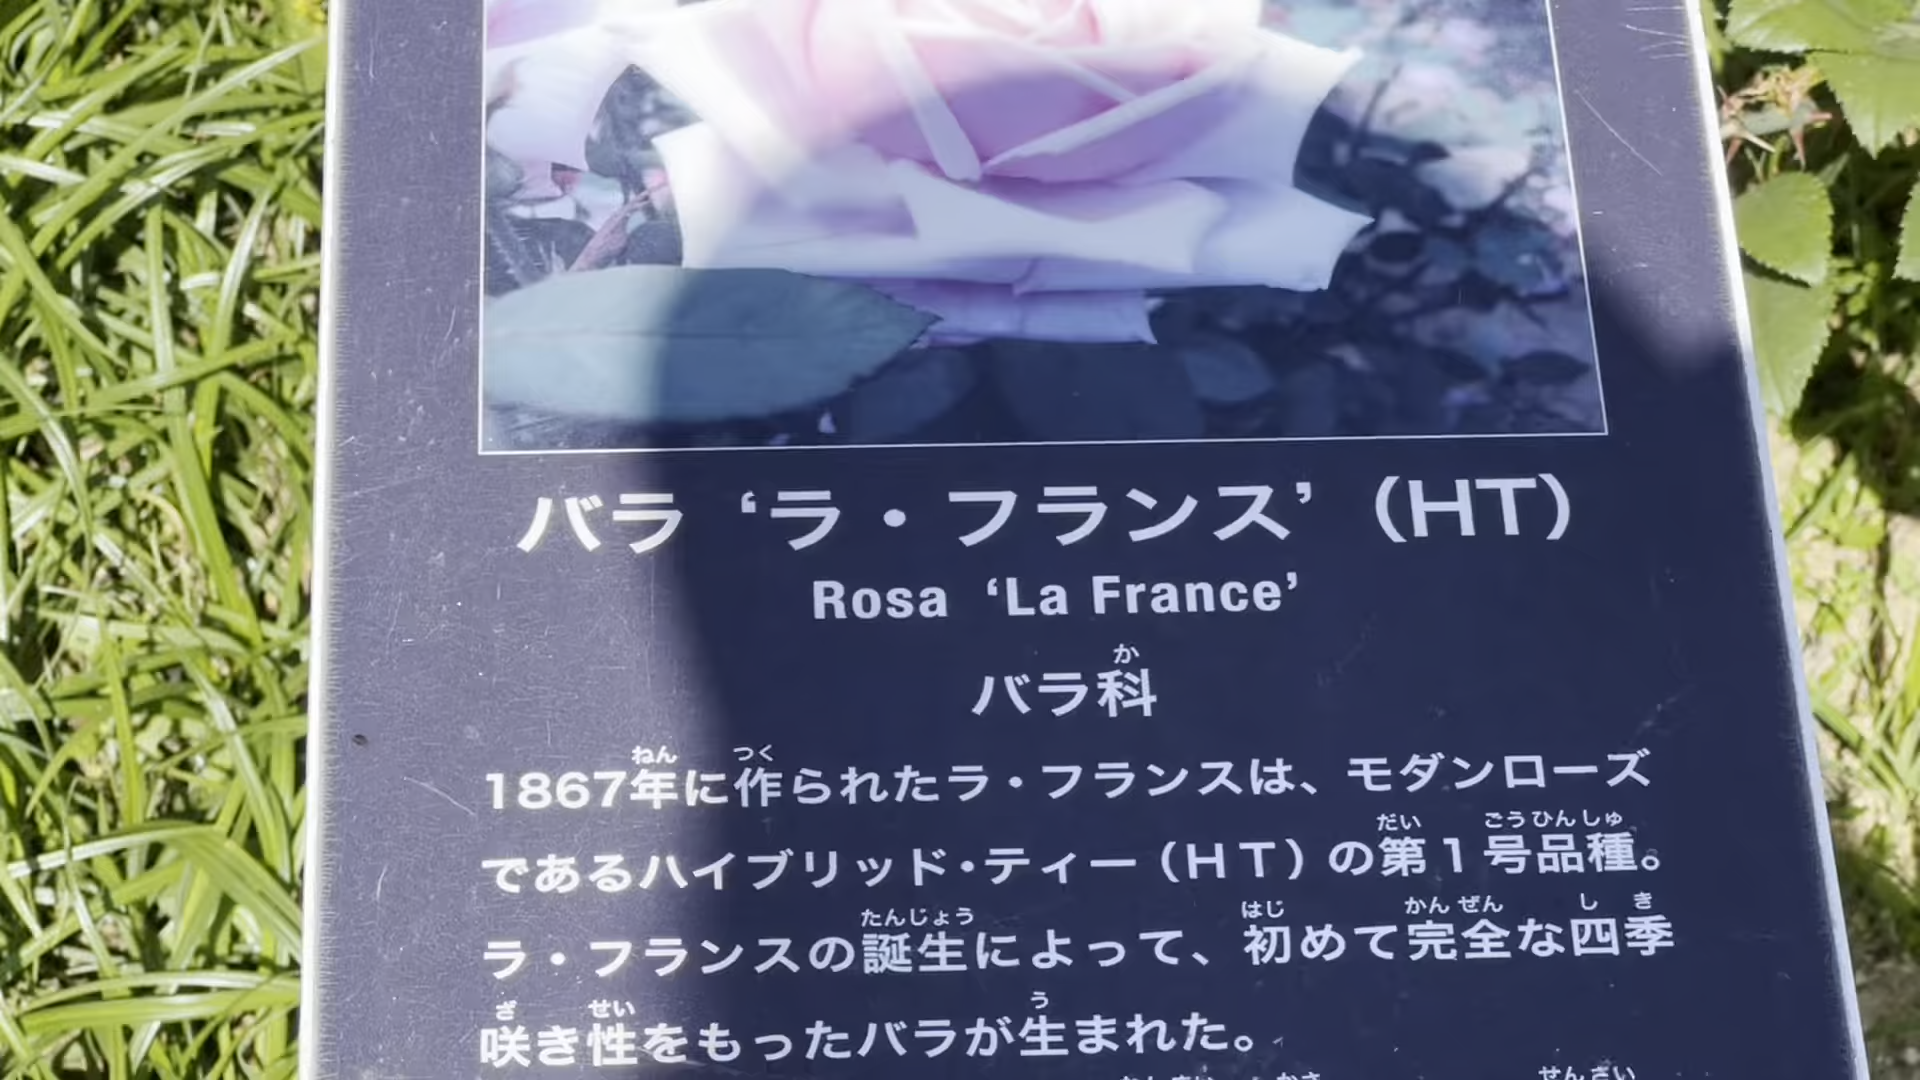 バラ ‘ラ・フランス’（HT）
Rosa ‘La France’
か
バラ科
ねん つく
1867年に作られたラ・フランスは、モダンローズ
だい ごうひんしゅ
であるハイブリッド・ティー（HT）の第1号品種。
たんじょう はじ かんぜん しき
ラ・フランスの誕生によって、初めて完全な四季
ざ せい う
咲き性をもったバラが生まれた。